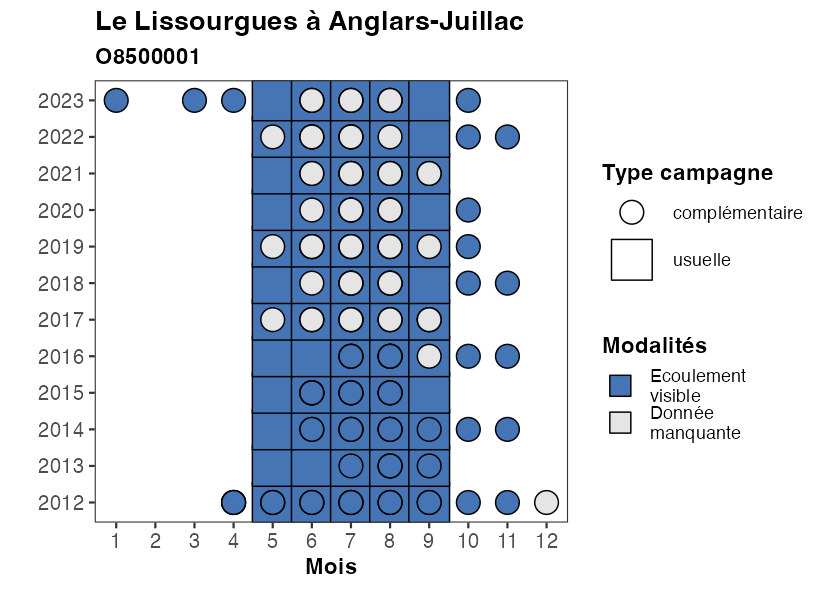 Le Lissourgues à Anglars-Juillac
O8500001
2023
2022
2021
2020
2019
2018
2017
2016
2015
2014
2013
2012
1 2 3 4 5 6 7 8 9 10 11 12
Mois
Type campagne
complémentaire
usuelle
Modalités
Ecoulement
visible
Donnée
manquante